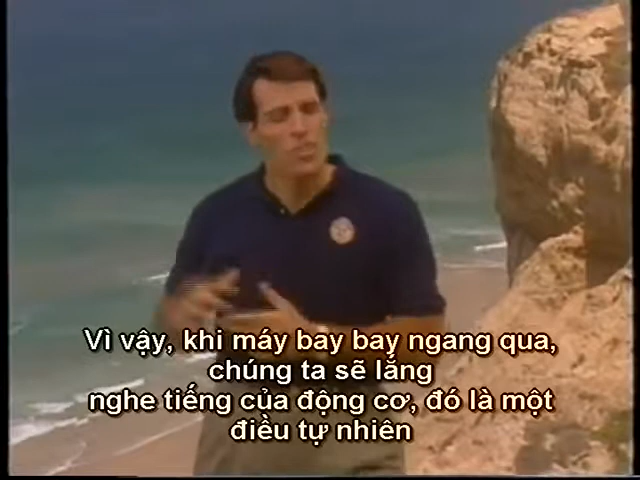 Vì vậy, khi máy bay bay ngang qua,
chúng ta sẽ lắng
nghe tiếng của động cơ, đó là một
điều tự nhiên